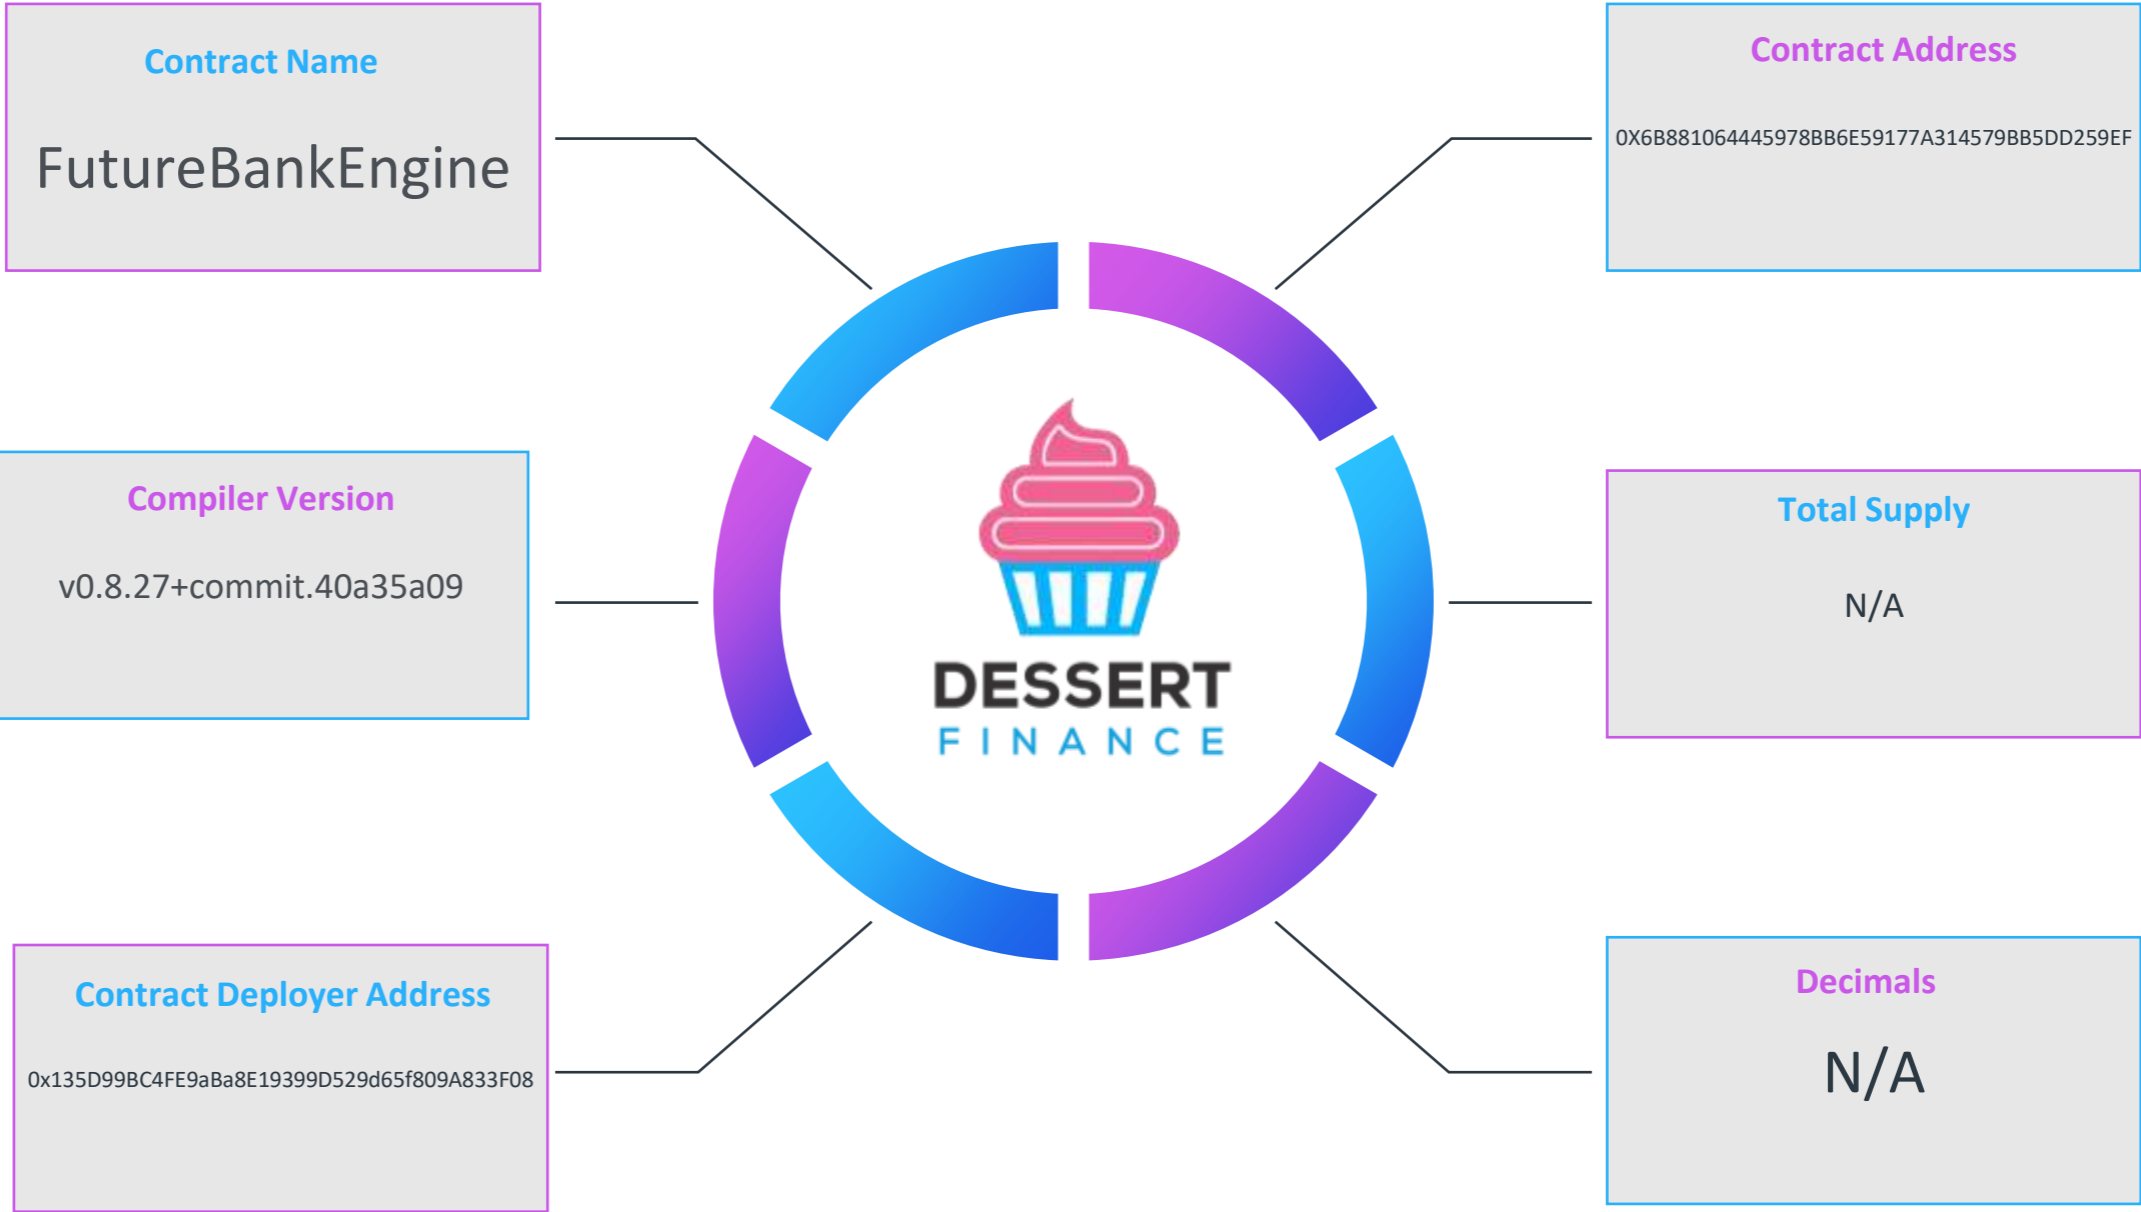 Contract Name
FutureBankEngine
Contract Address
0X6B881064445978BB6E59177A314579BB5DD259EF
Compiler Version
v0.8.27+commit.40a35a09
DESSERT
FINANCE
Total Supply
N/A
Contract Deployer Address
0x135D99BC4FE9aBa8E19399D529d65f809A833F08
Decimals
N/A